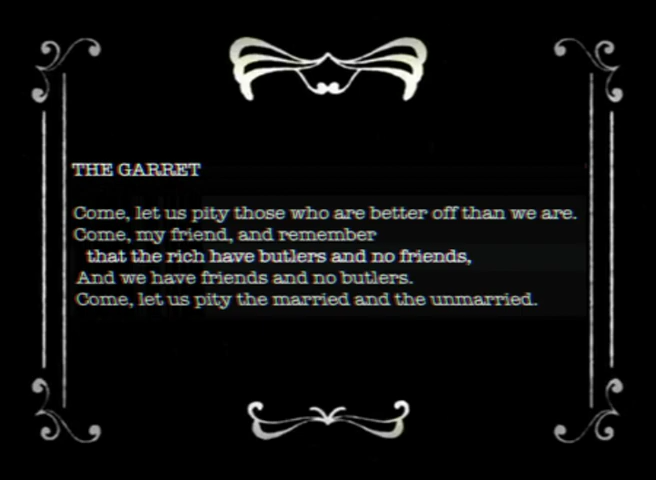 THE GARRET
Come, let us pity those who are better off than we are.
Come, my friend, and remember
that the rich have butlers and no friends,
And we have friends and no butlers.
Come, let us pity the married and the unmarried.